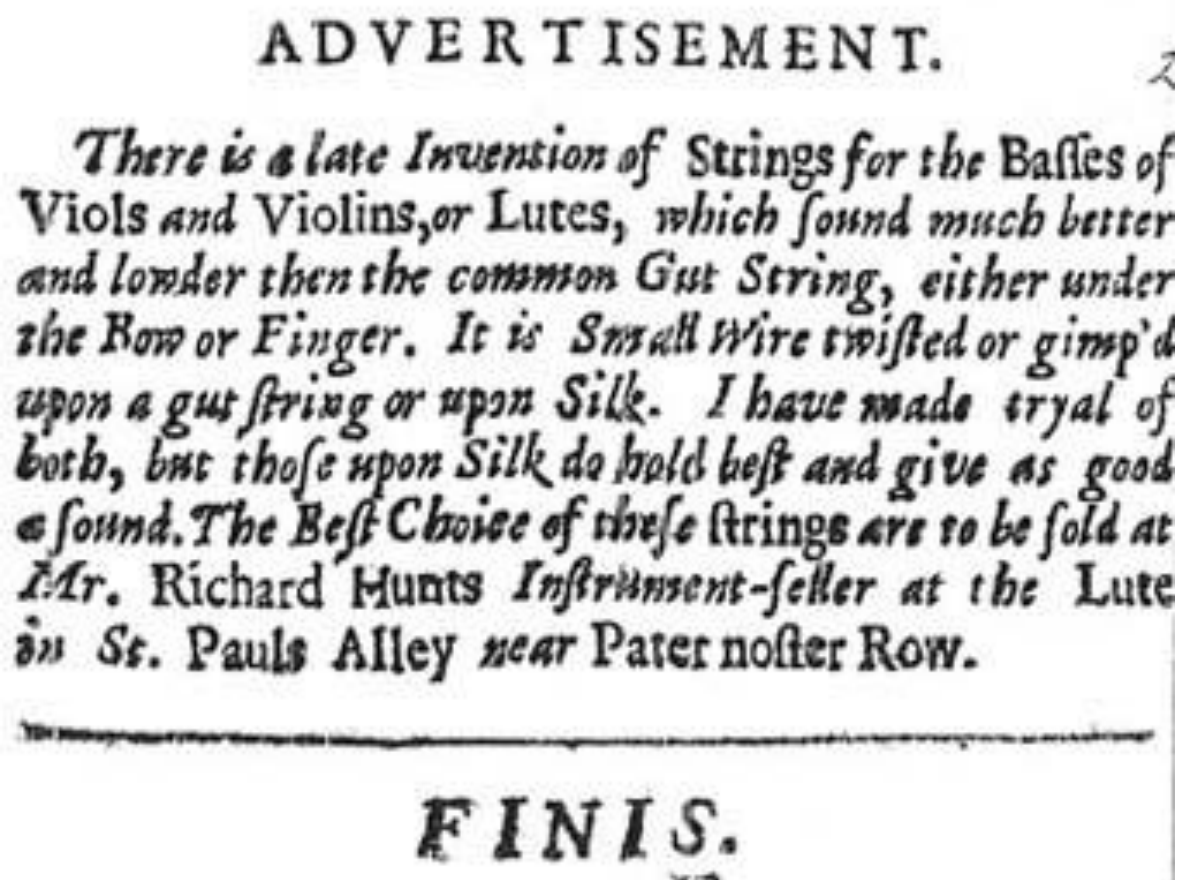 ADVERTISEMENT.
2
There is a late Invention of Strings for the Baſſes of
Viols and Violins, or Lutes, which ſound much better
and lowder then the common Gut String, either under
the Bow or Finger. It is Small Wire twiſted or gimp'd
upon a gut ſtring or upon Silk. I have made tryal of
both, but thoſe upon Silk do hold beſt and give as good
a ſound. The Beſt Choice of theſe ſtrings are to be ſold at
Mr. Richard Hunts Inſtrument-ſeller at the Lute
in St. Pauls Alley near Pater noſter Row.
FINIS.